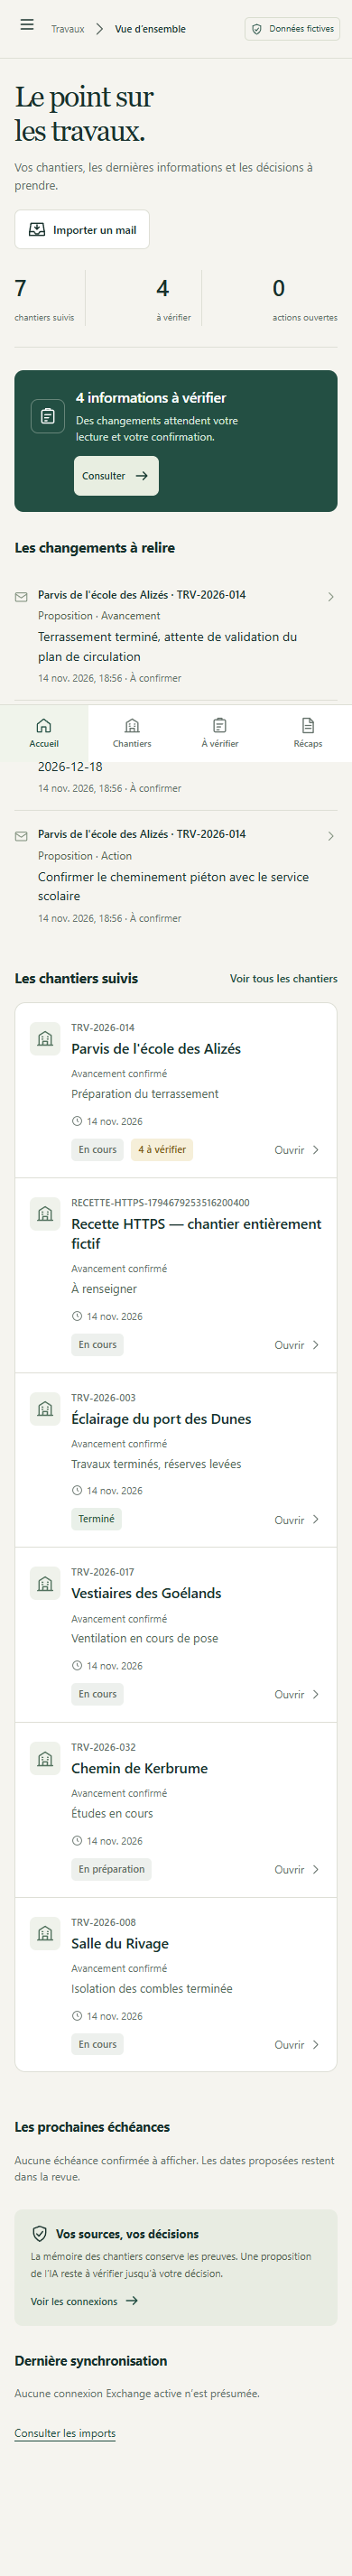 Travaux
Vue d'ensemble
Données fictives
Le point sur
les travaux.
Vos chantiers, les dernières informations et les décisions à
prendre.
Importer un mail
7
chantiers suivis
4
à vérifier
0
actions ouvertes
4 informations à vérifier
Des changements attendent votre
lecture et votre confirmation.
Consulter
Les changements à relire
Parvis de l'école des Alizés · TRV-2026-014
Proposition · Avancement
Terrassement terminé, attente de validation du
plan de circulation
14 nov. 2026, 18:56 · À confirmer
Accueil
Chantiers
À vérifier
Récaps
2026-12-18
14 nov. 2026, 18:56 · À confirmer
Parvis de l'école des Alizés · TRV-2026-014
Proposition · Action
Confirmer le cheminement piéton avec le service
scolaire
14 nov. 2026, 18:56 · À confirmer
Les chantiers suivis
Voir tous les chantiers
TRV-2026-014
Parvis de l'école des Alizés
Avancement confirmé
Préparation du terrassement
14 nov. 2026
En cours
4 à vérifier
Ouvrir
RECETTE-HTTPS-1794679253516200400
Recette HTTPS — chantier entièrement
fictif
Avancement confirmé
À renseigner
14 nov. 2026
En cours
Ouvrir
TRV-2026-003
Éclairage du port des Dunes
Avancement confirmé
Travaux terminés, réserves levées
14 nov. 2026
Terminé
Ouvrir
TRV-2026-017
Vestiaires des Goélands
Avancement confirmé
Ventilation en cours de pose
14 nov. 2026
En cours
Ouvrir
TRV-2026-032
Chemin de Kerbrume
Avancement confirmé
Études en cours
14 nov. 2026
En préparation
Ouvrir
TRV-2026-008
Salle du Rivage
Avancement confirmé
Isolation des combles terminée
14 nov. 2026
En cours
Ouvrir
Les prochaines échéances
Aucune échéance confirmée à afficher. Les dates proposées restent
dans la revue.
Vos sources, vos décisions
La mémoire des chantiers conserve les preuves. Une proposition
de l'IA reste à vérifier jusqu'à votre décision.
Voir les connexions
Dernière synchronisation
Aucune connexion Exchange active n'est présumée.
Consulter les imports